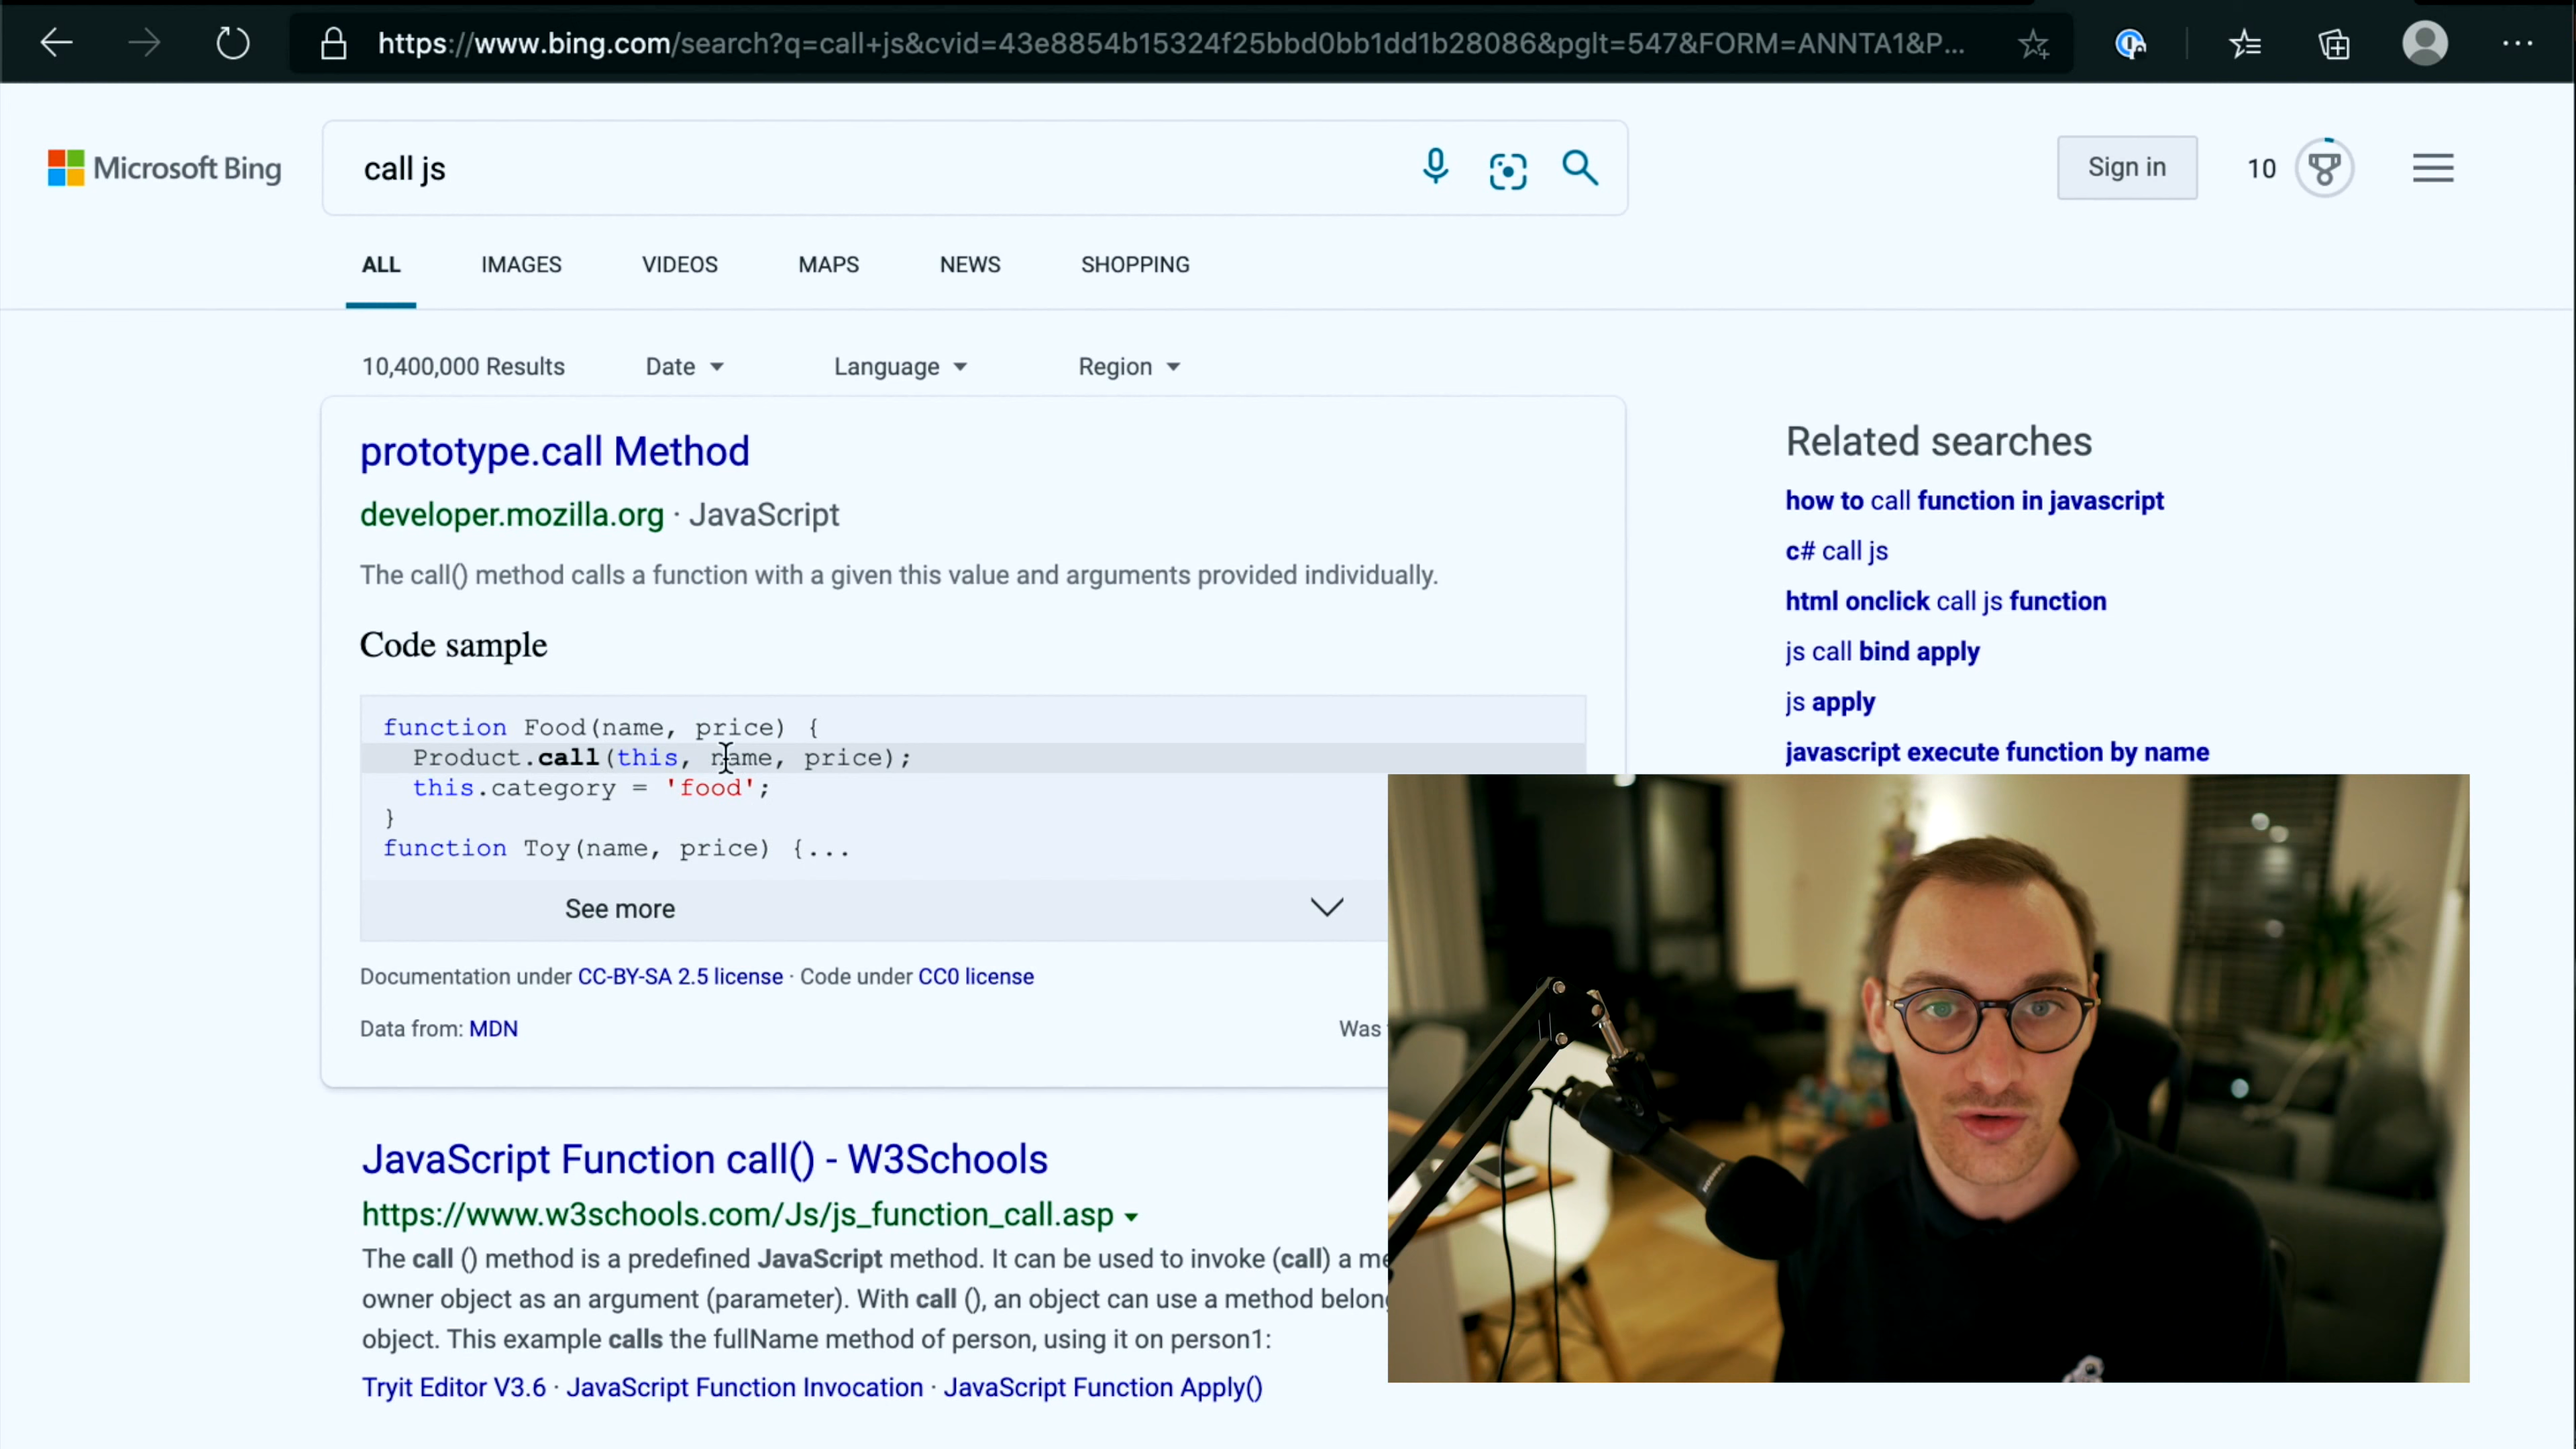 https://www.bing.com/search?q=call+js&cvid=43e8854b15324f25bbd0bb1dd1b28086&pglt=547&FORM=ANNTA1&P...
Microsoft Bing
call js
Sign in
10
ALL IMAGES VIDEOS MAPS NEWS SHOPPING
10,400,000 Results Date Language Region
prototype.call Method
developer.mozilla.org · JavaScript
The call() method calls a function with a given this value and arguments provided individually.
Code sample
function Food(name, price) {
Product.call(this, name, price);
this.category = 'food';
}
function Toy(name, price) {...
See more
Documentation under CC-BY-SA 2.5 license · Code under CC0 license
Data from: MDN
Was
JavaScript Function call() - W3Schools
https://www.w3schools.com/Js/js_function_call.asp
The call () method is a predefined JavaScript method. It can be used to invoke (call) a me
owner object as an argument (parameter). With call (), an object can use a method belong
object. This example calls the fullName method of person, using it on person1:
Tryit Editor V3.6 · JavaScript Function Invocation · JavaScript Function Apply()
Related searches
how to call function in javascript
c# call js
html onclick call js function
js call bind apply
js apply
javascript execute function by name